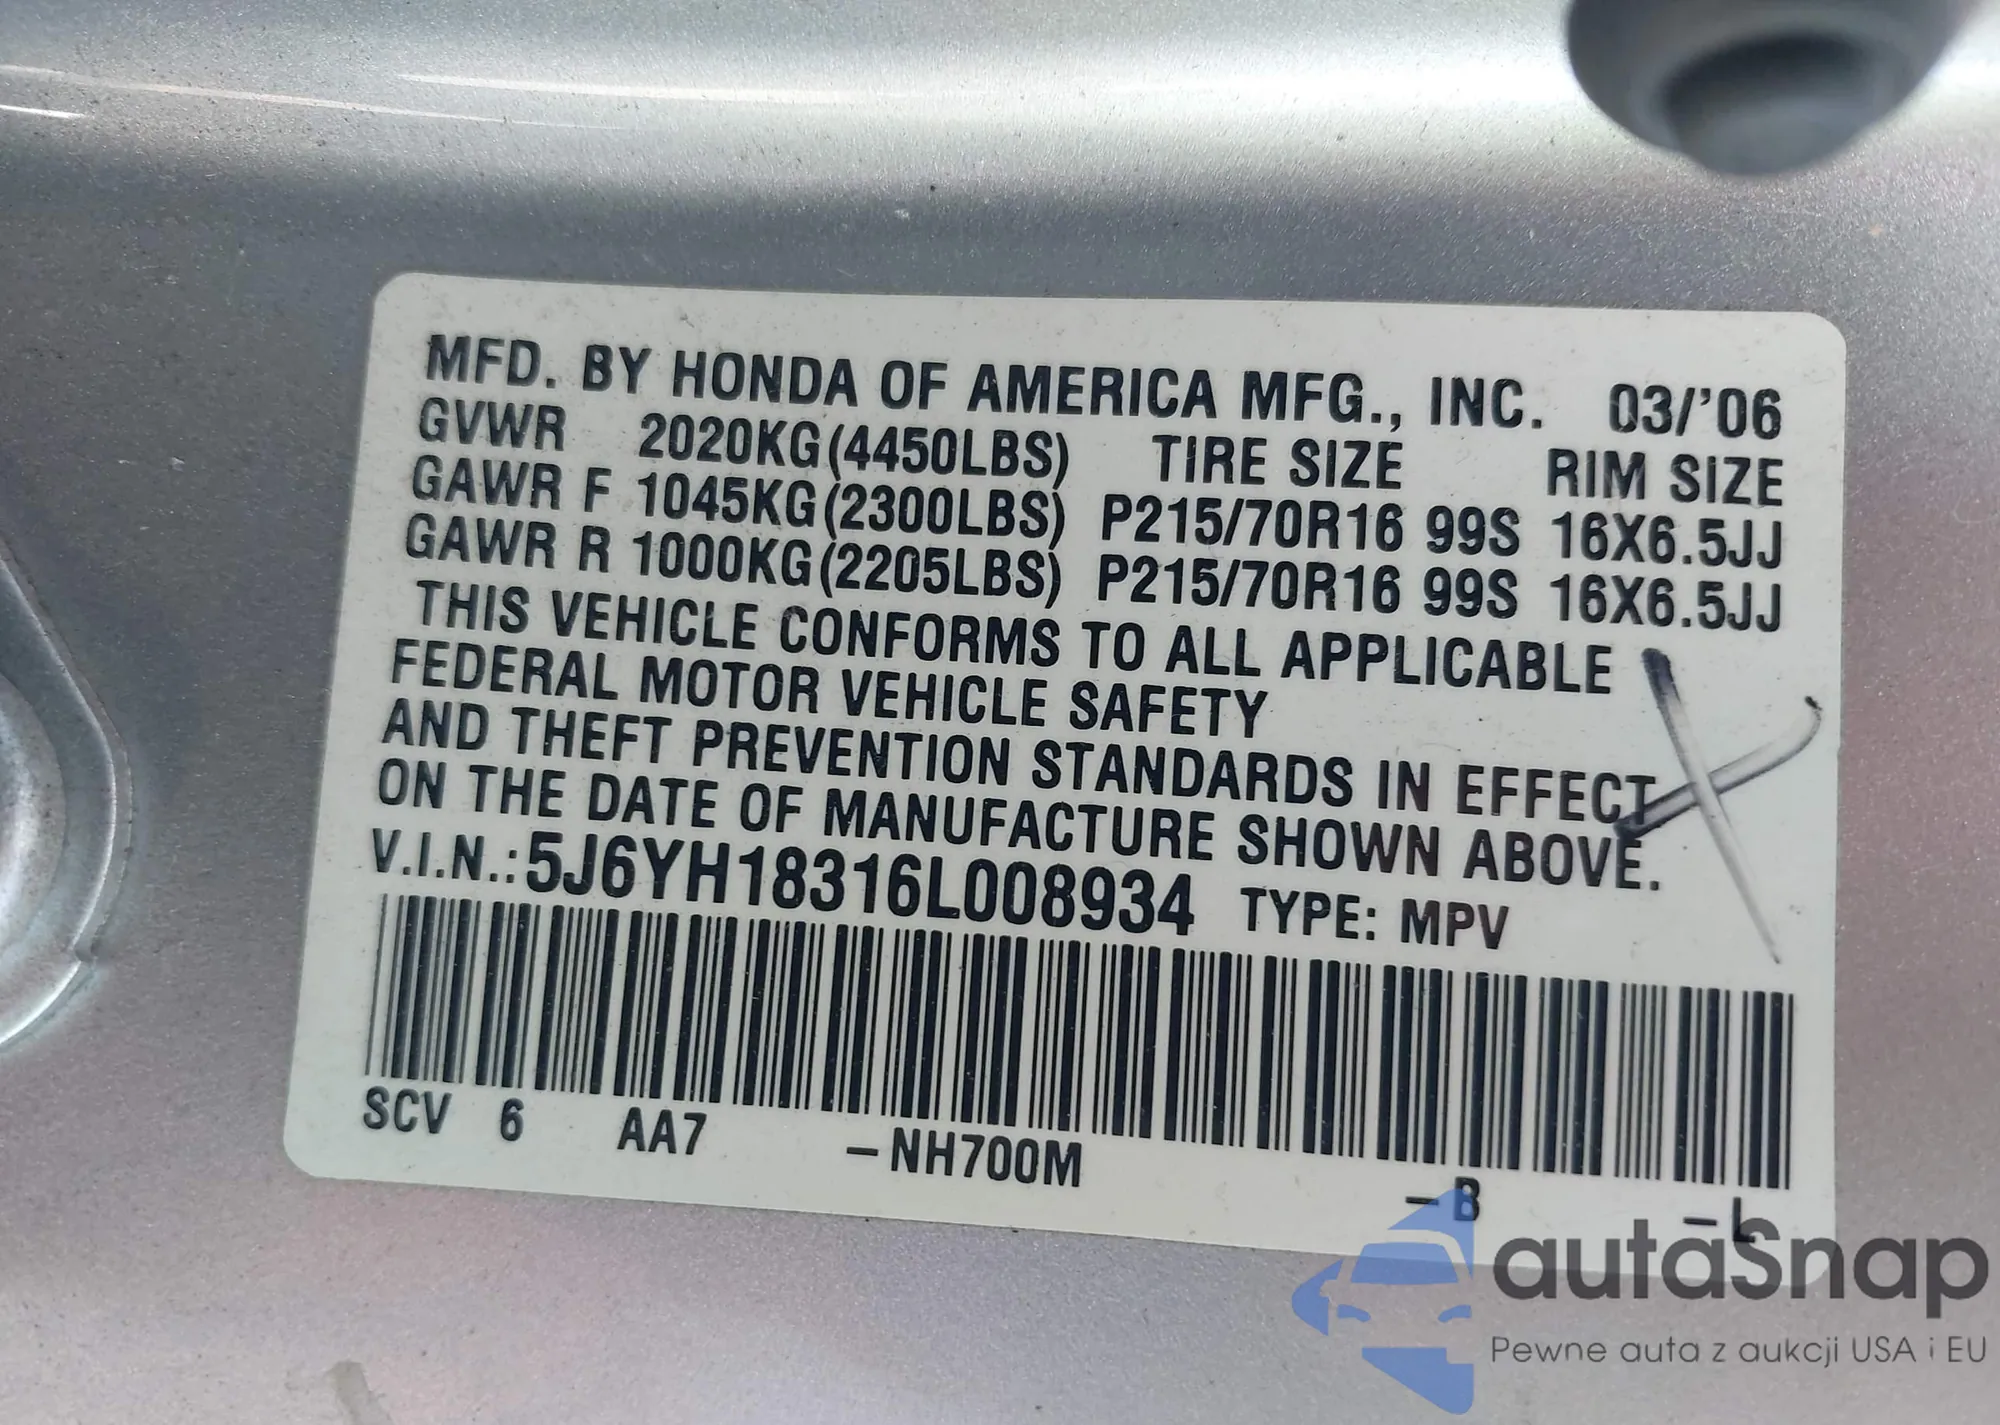 MFD. BY HONDA OF AMERICA MFG., INC. 03/'06
GVWR 2020KG(4450LBS) TIRE SIZE RIM SIZE
GAWR F 1045KG(2300LBS) P215/70R16 99S 16X6.5JJ
GAWR R 1000KG(2205LBS) P215/70R16 99S 16X6.5JJ
THIS VEHICLE CONFORMS TO ALL APPLICABLE
FEDERAL MOTOR VEHICLE SAFETY
AND THEFT PREVENTION STANDARDS IN EFFECT
ON THE DATE OF MANUFACTURE SHOWN ABOVE.
V.I.N.: 5J6YH18316L008934 TYPE: MPV
SCV 6 AA7 –NH700M –B –L
autaSnap
Pewne auta z aukcji USA i EU